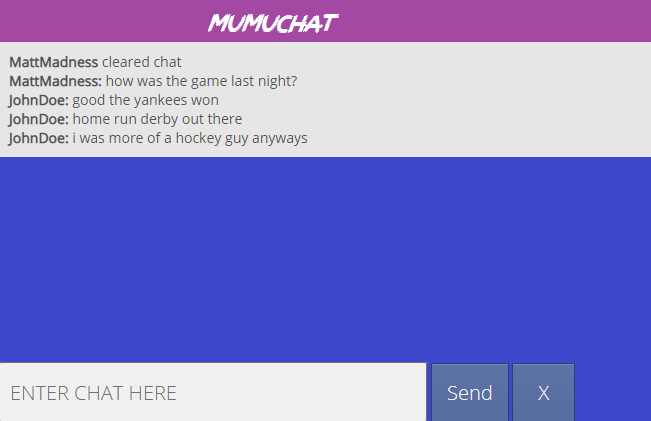 MUMUCHAT
MattMadness cleared chat
MattMadness: how was the game last night?
JohnDoe: good the yankees won
JohnDoe: home run derby out there
JohnDoe: i was more of a hockey guy anyways
ENTER CHAT HERE
Send
X